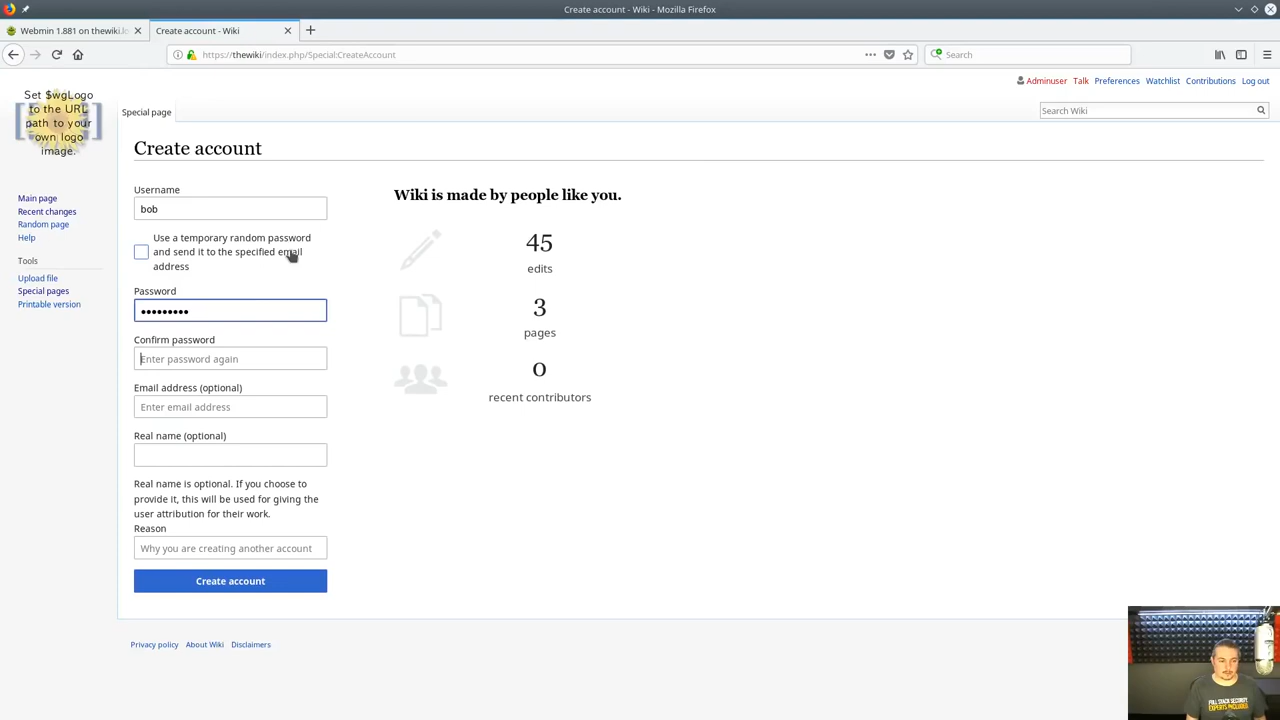 Create account - Wiki - Mozilla Firefox
Webmin 1.881 on thewiki.lo
Create account - Wiki
https://thewiki/index.php/Special:CreateAccount
Search
Adminuser Talk Preferences Watchlist Contributions Log out
Set $wgLogo
to the URL
path to your
own logo
image.
Special page
Search Wiki
Create account
Main page
Recent changes
Random page
Help
Tools
Upload file
Special pages
Printable version
Username
bob
Use a temporary random password
and send it to the specified email
address
Password
•••••••••
Confirm password
Enter password again
Email address (optional)
Enter email address
Real name (optional)
Real name is optional. If you choose to
provide it, this will be used for giving the
user attribution for their work.
Reason
Why you are creating another account
Create account
Wiki is made by people like you.
45
edits
3
pages
0
recent contributors
Privacy policy About Wiki Disclaimers
FULL STACK SECURITY
EXPERTS INCLUDED